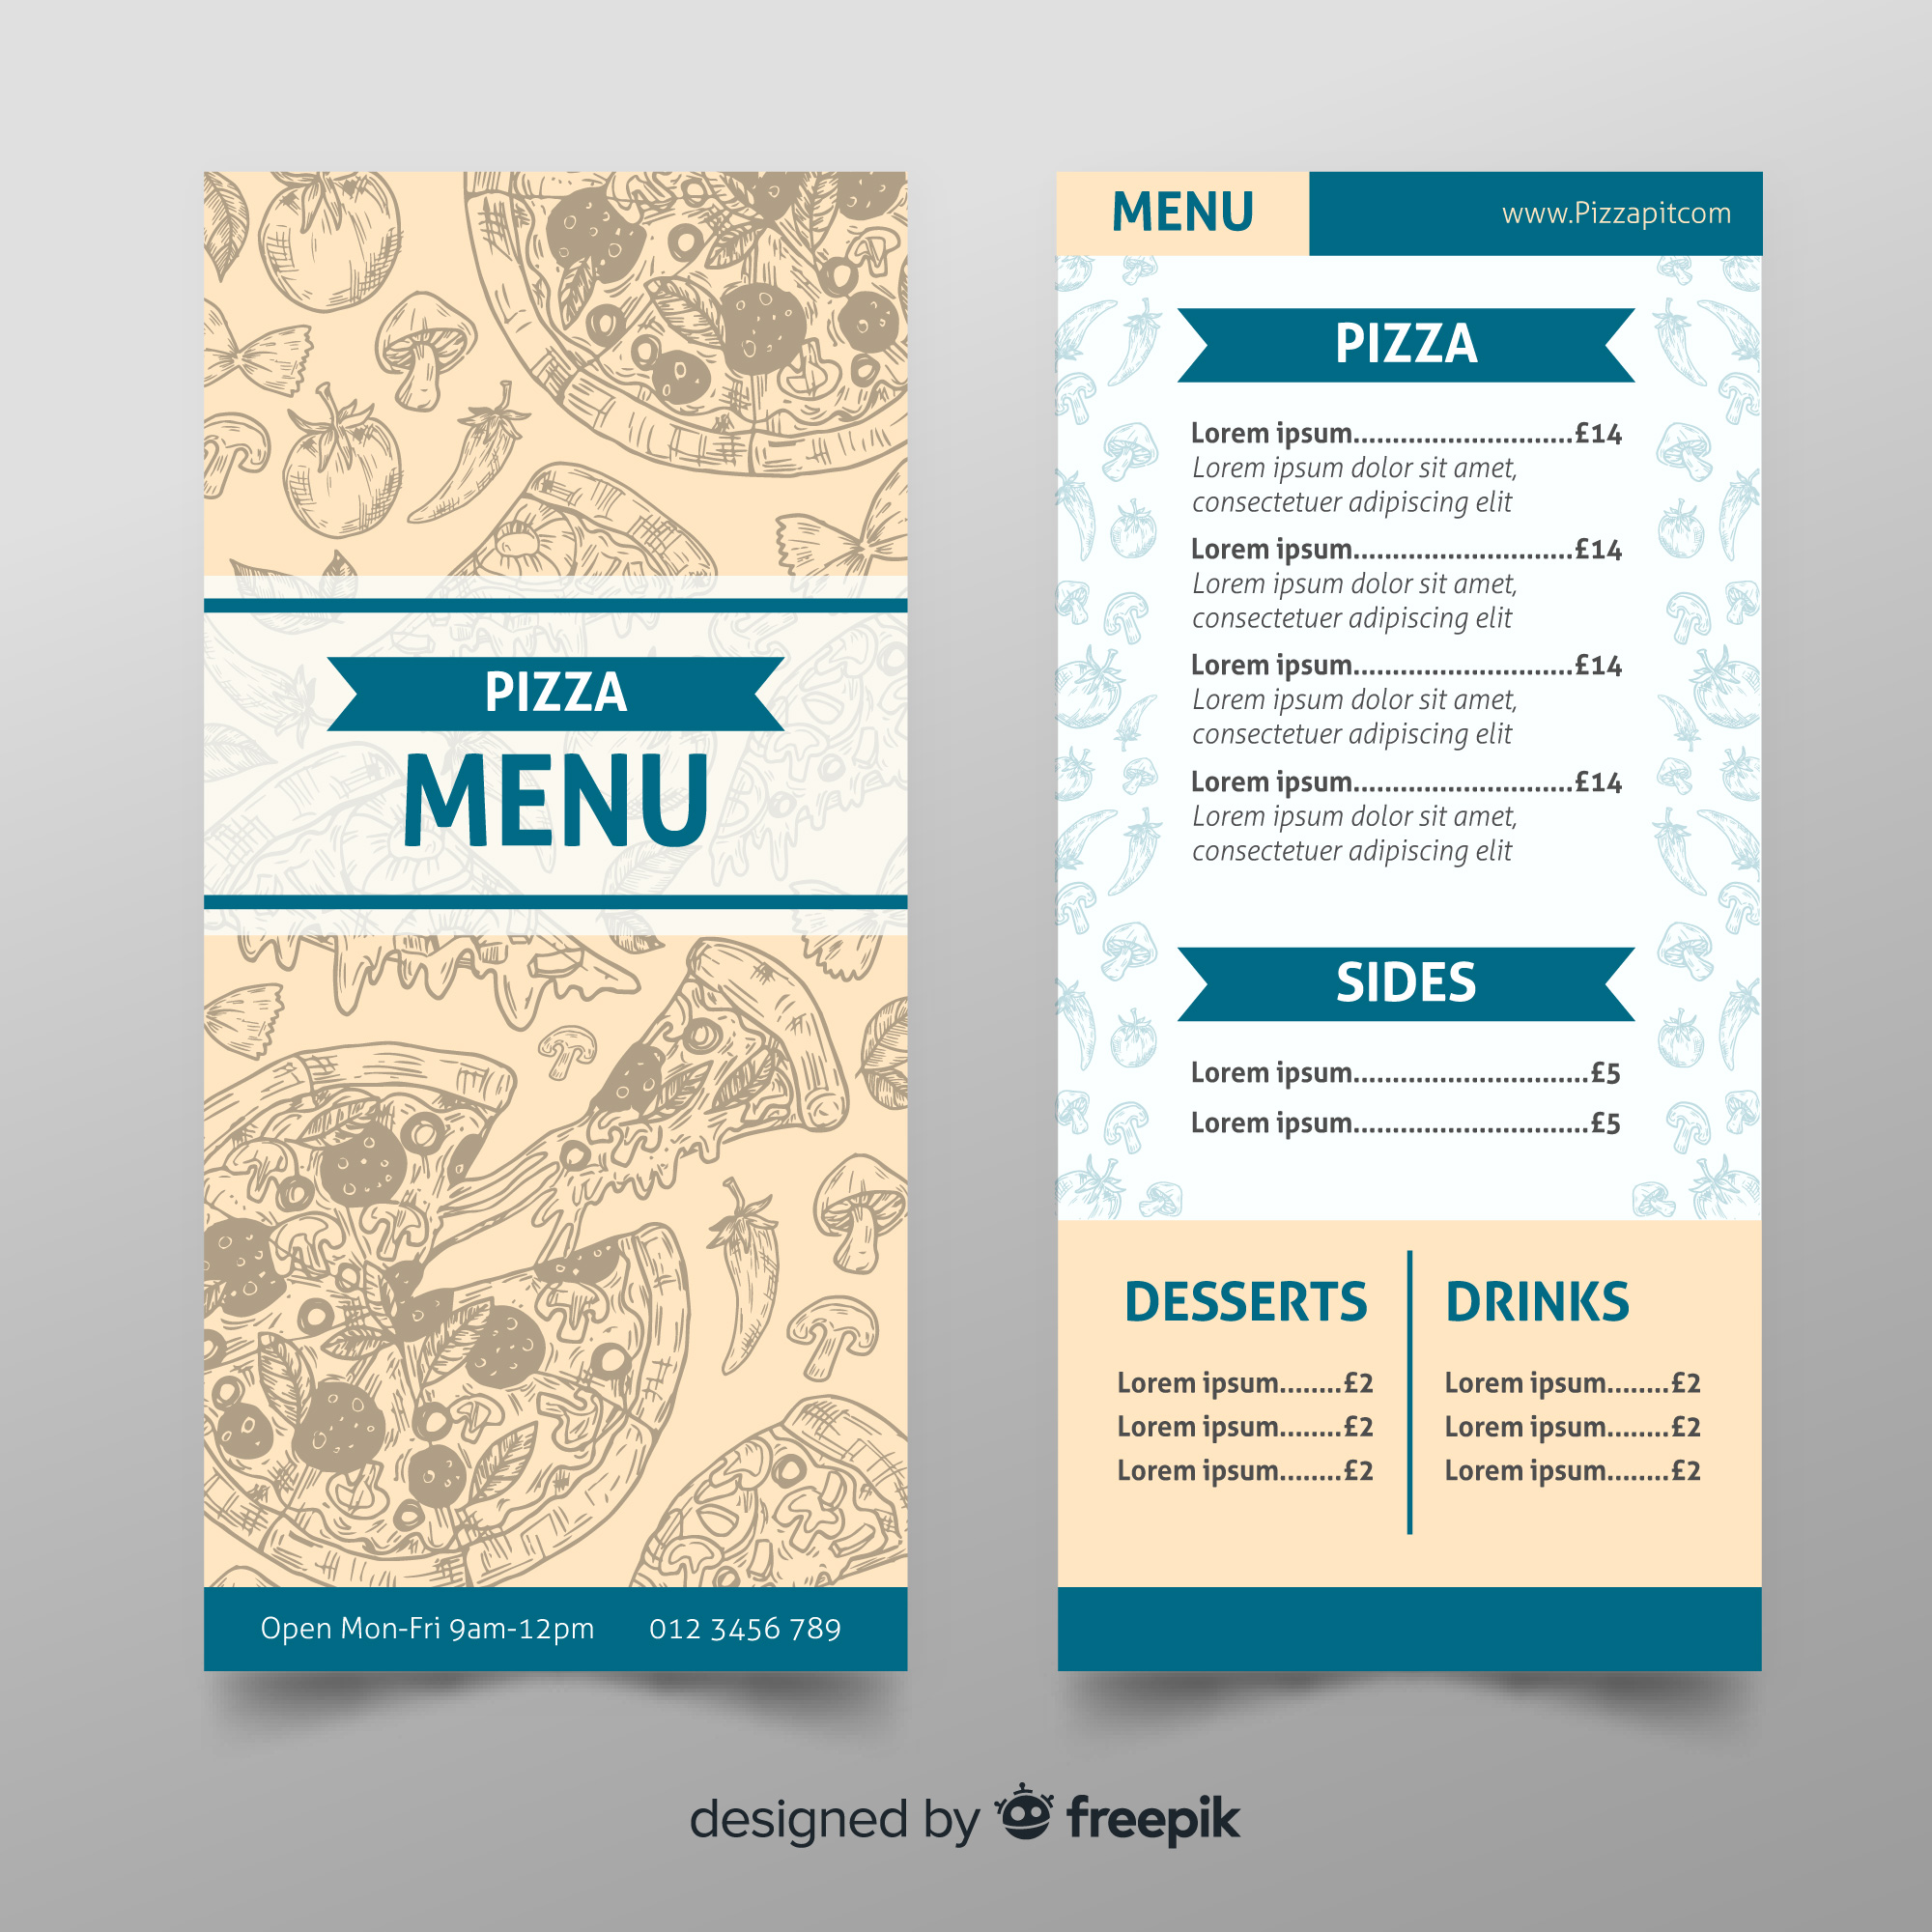 PIZZA
MENU
Open Mon-Fri 9am-12pm 012 3456 789
MENU www.Pizzapitcom
PIZZA
Lorem ipsum............................£14
Lorem ipsum dolor sit amet,
consectetuer adipiscing elit
Lorem ipsum............................£14
Lorem ipsum dolor sit amet,
consectetuer adipiscing elit
Lorem ipsum............................£14
Lorem ipsum dolor sit amet,
consectetuer adipiscing elit
Lorem ipsum............................£14
Lorem ipsum dolor sit amet,
consectetuer adipiscing elit
SIDES
Lorem ipsum..............................£5
Lorem ipsum..............................£5
DESSERTS
Lorem ipsum........£2
Lorem ipsum........£2
Lorem ipsum........£2
DRINKS
Lorem ipsum........£2
Lorem ipsum........£2
Lorem ipsum........£2
designed by freepik